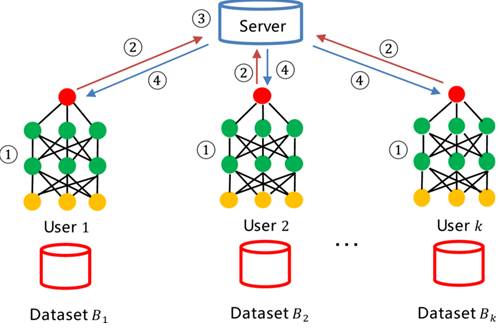 ③
Server
② ② ④ ②
④ ④
① ① ①
User 1 User 2 User k
...
Dataset B₁ Dataset B₂ Dataset Bₖ